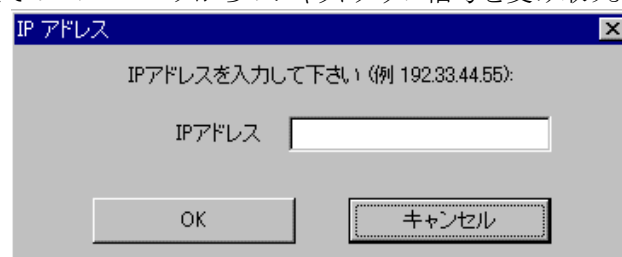 IP アドレス
IPアドレスを入力して下さい (例 192.33.44.55):
IPアドレス
OK
キャンセル